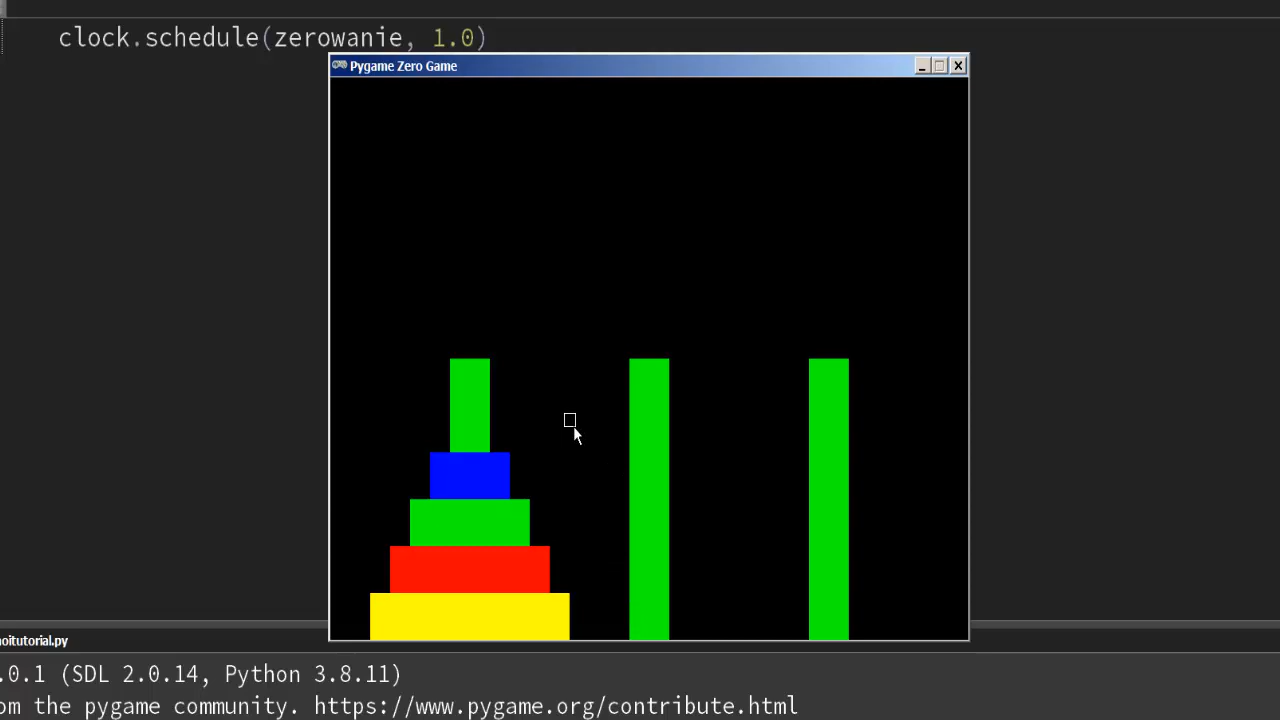 clock.schedule(zerowanie, 1.0)
Pygame Zero Game
oitutorial.py
.0.1 (SDL 2.0.14, Python 3.8.11)
om the pygame community. https://www.pygame.org/contribute.html